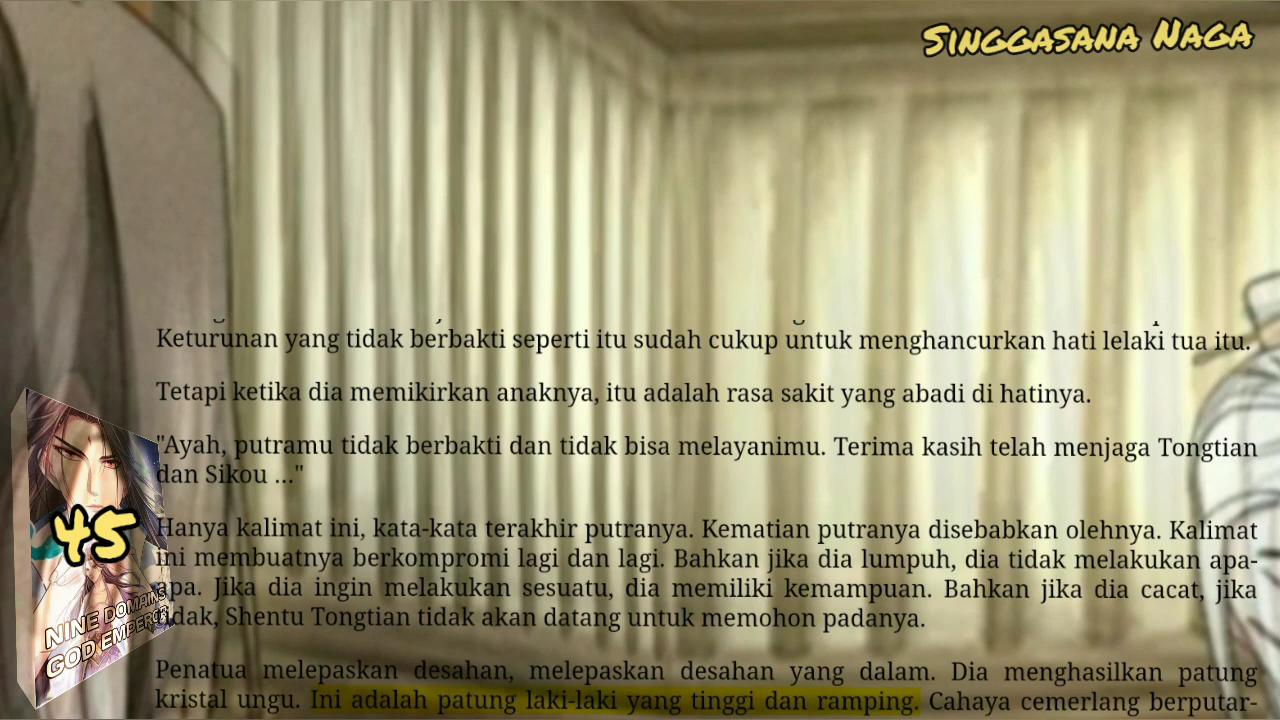 Singgasana Naga
Keturunan yang tidak berbakti seperti itu sudah cukup untuk menghancurkan hati lelaki tua itu.
Tetapi ketika dia memikirkan anaknya, itu adalah rasa sakit yang abadi di hatinya.
"Ayah, putramu tidak berbakti dan tidak bisa melayanimu. Terima kasih telah menjaga Tongtian
dan Sikou ..."
Hanya kalimat ini, kata-kata terakhir putranya. Kematian putranya disebabkan olehnya. Kalimat
ini membuatnya berkompromi lagi dan lagi. Bahkan jika dia lumpuh, dia tidak melakukan apa-
apa. Jika dia ingin melakukan sesuatu, dia memiliki kemampuan. Bahkan jika dia cacat, jika
tidak, Shentu Tongtian tidak akan datang untuk memohon padanya.
Penatua melepaskan desahan, melepaskan desahan yang dalam. Dia menghasilkan patung
kristal ungu. Ini adalah patung laki-laki yang tinggi dan ramping. Cahaya cemerlang berputar-
45
NINE DOMAINS
GOD EMPEROR